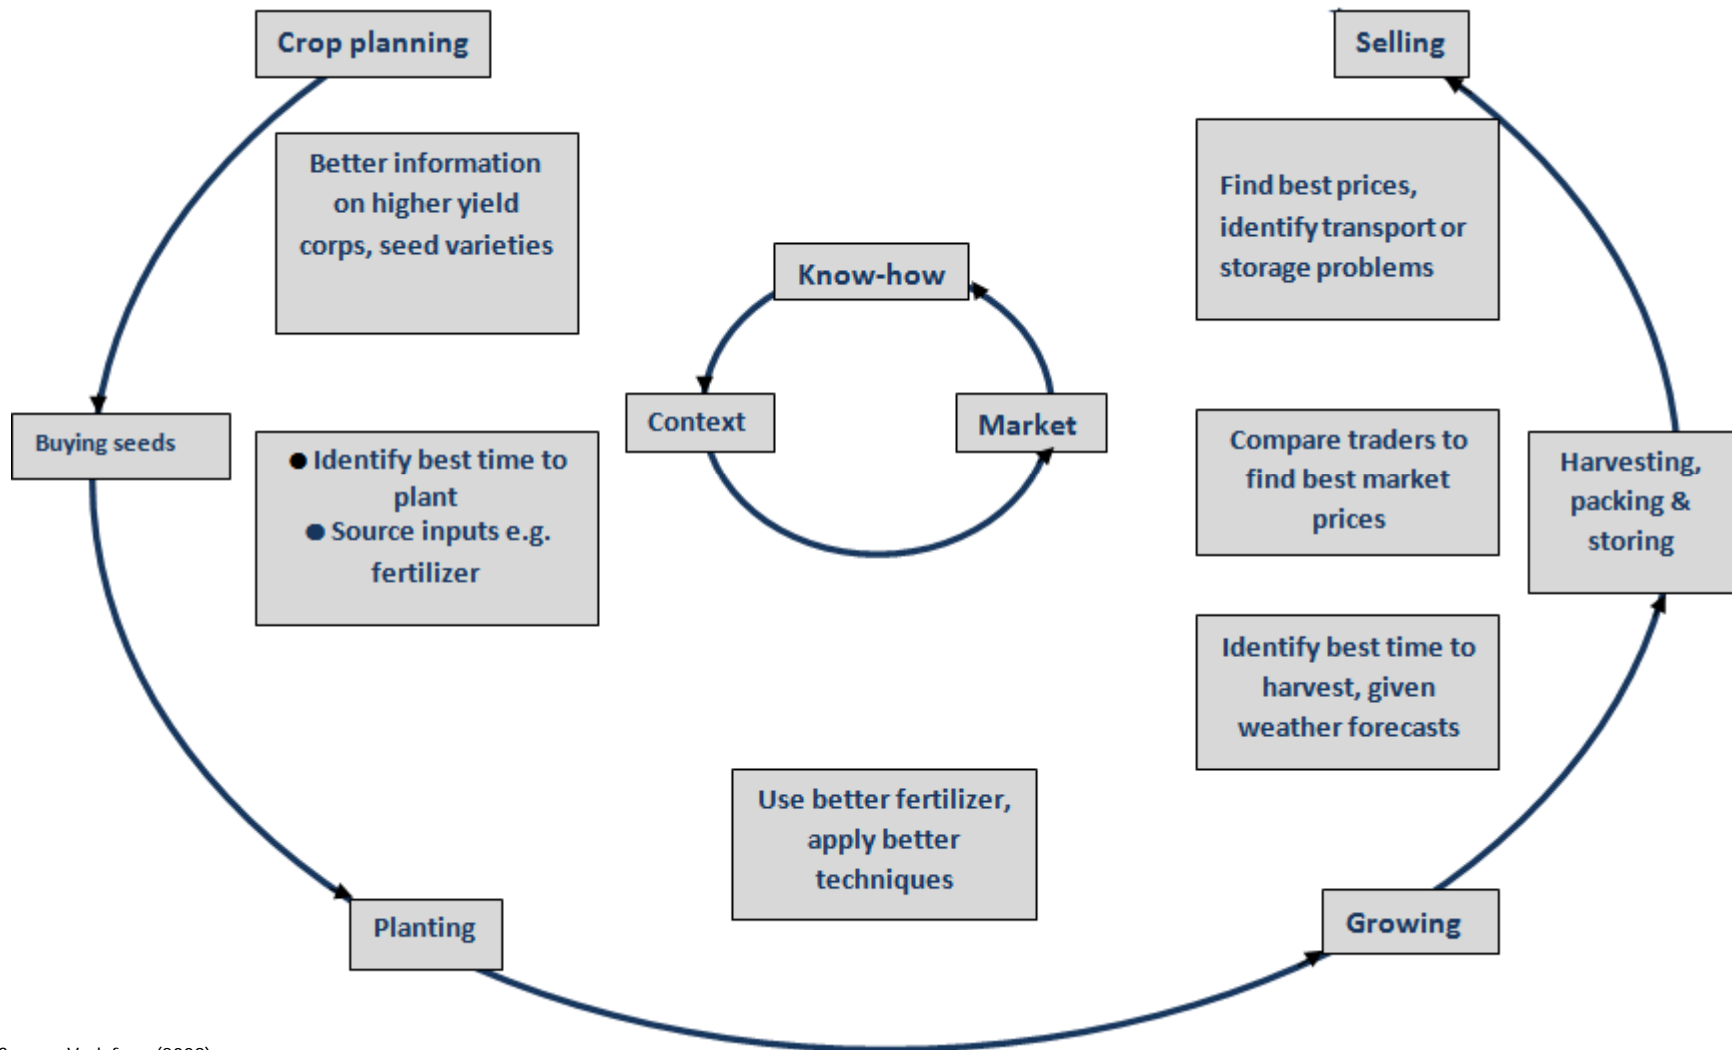 Crop planning
Selling
Better information
on higher yield
corps, seed varieties
Find best prices,
identify transport or
storage problems
Know-how
Context
Market
Buying seeds
● Identify best time to
plant
● Source inputs e.g.
fertilizer
Compare traders to
find best market
prices
Harvesting,
packing &
storing
Identify best time to
harvest, given
weather forecasts
Use better fertilizer,
apply better
techniques
Planting
Growing